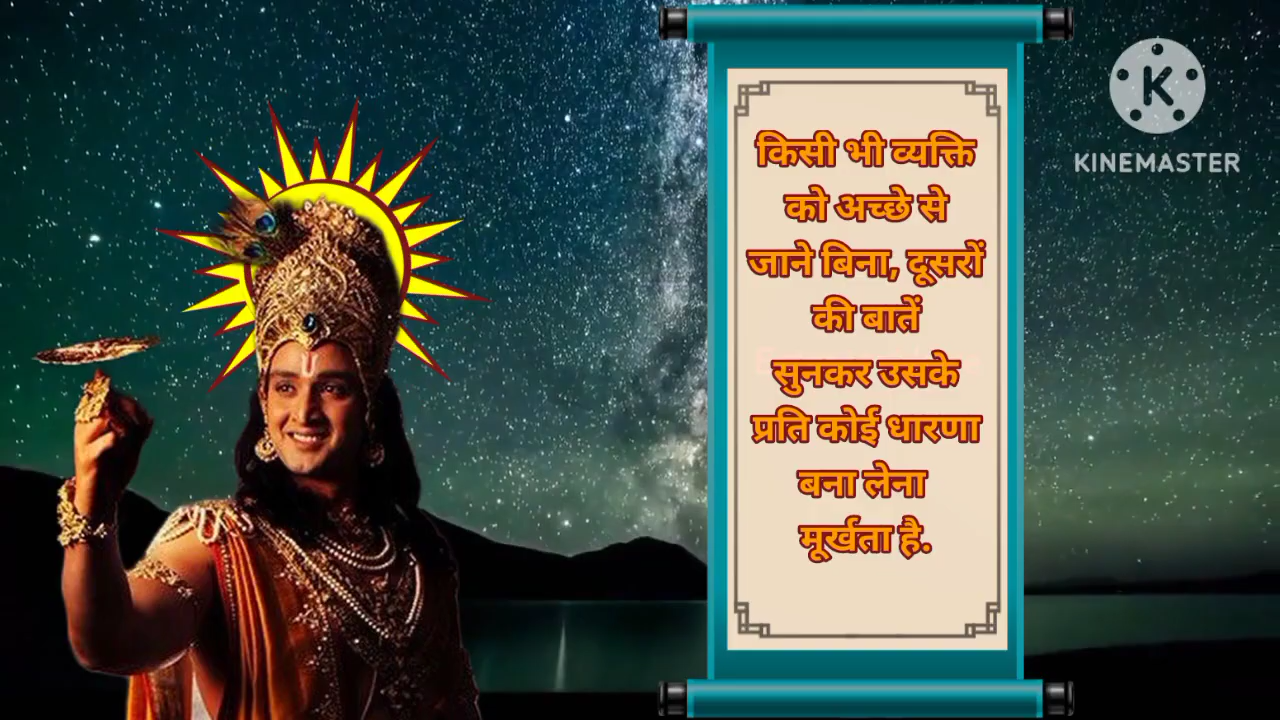 किसी भी व्यक्ति
को अच्छे से
जाने बिना, दूसरों
की बातें
सुनकर उसके
प्रति कोई धारणा
बना लेना
मूर्खता है.
K
KINEMASTER